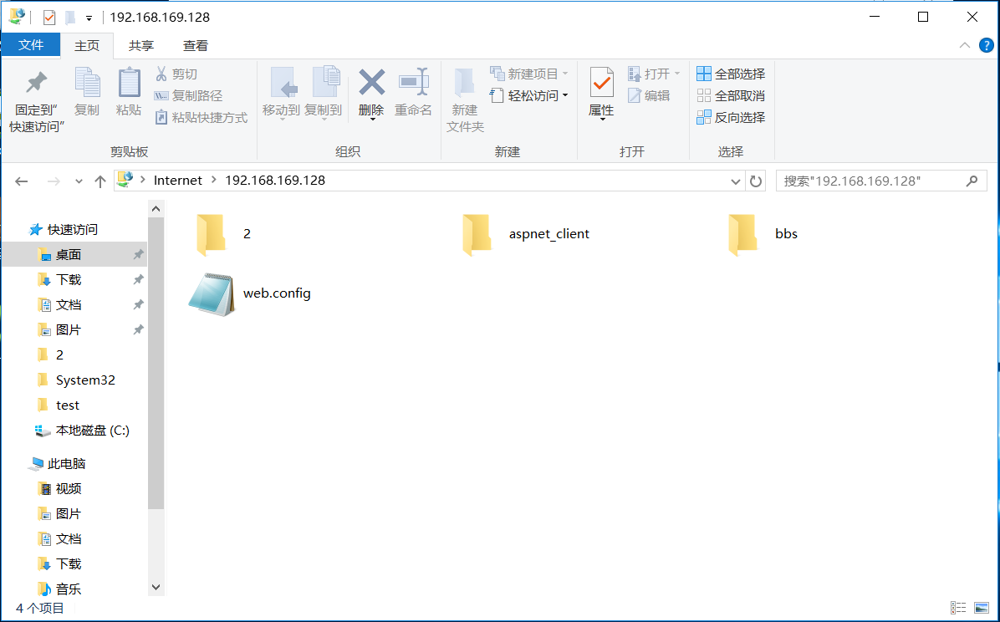 192.168.169.128
文件
主页
共享
查看
固定到"
快速访问"
复制
粘贴
剪切
复制路径
粘贴快捷方式
剪贴板
移动到
复制到
删除
重命名
组织
新建
文件夹
新建项目
轻松访问
新建
属性
打开
编辑
打开
全部选择
全部取消
反向选择
选择
Internet
192.168.169.128
搜索"192.168.169.128"
快速访问
桌面
下载
文档
图片
2
System32
test
本地磁盘 (C:)
此电脑
视频
图片
文档
下载
音乐
2
aspnet_client
bbs
web.config
4 个项目